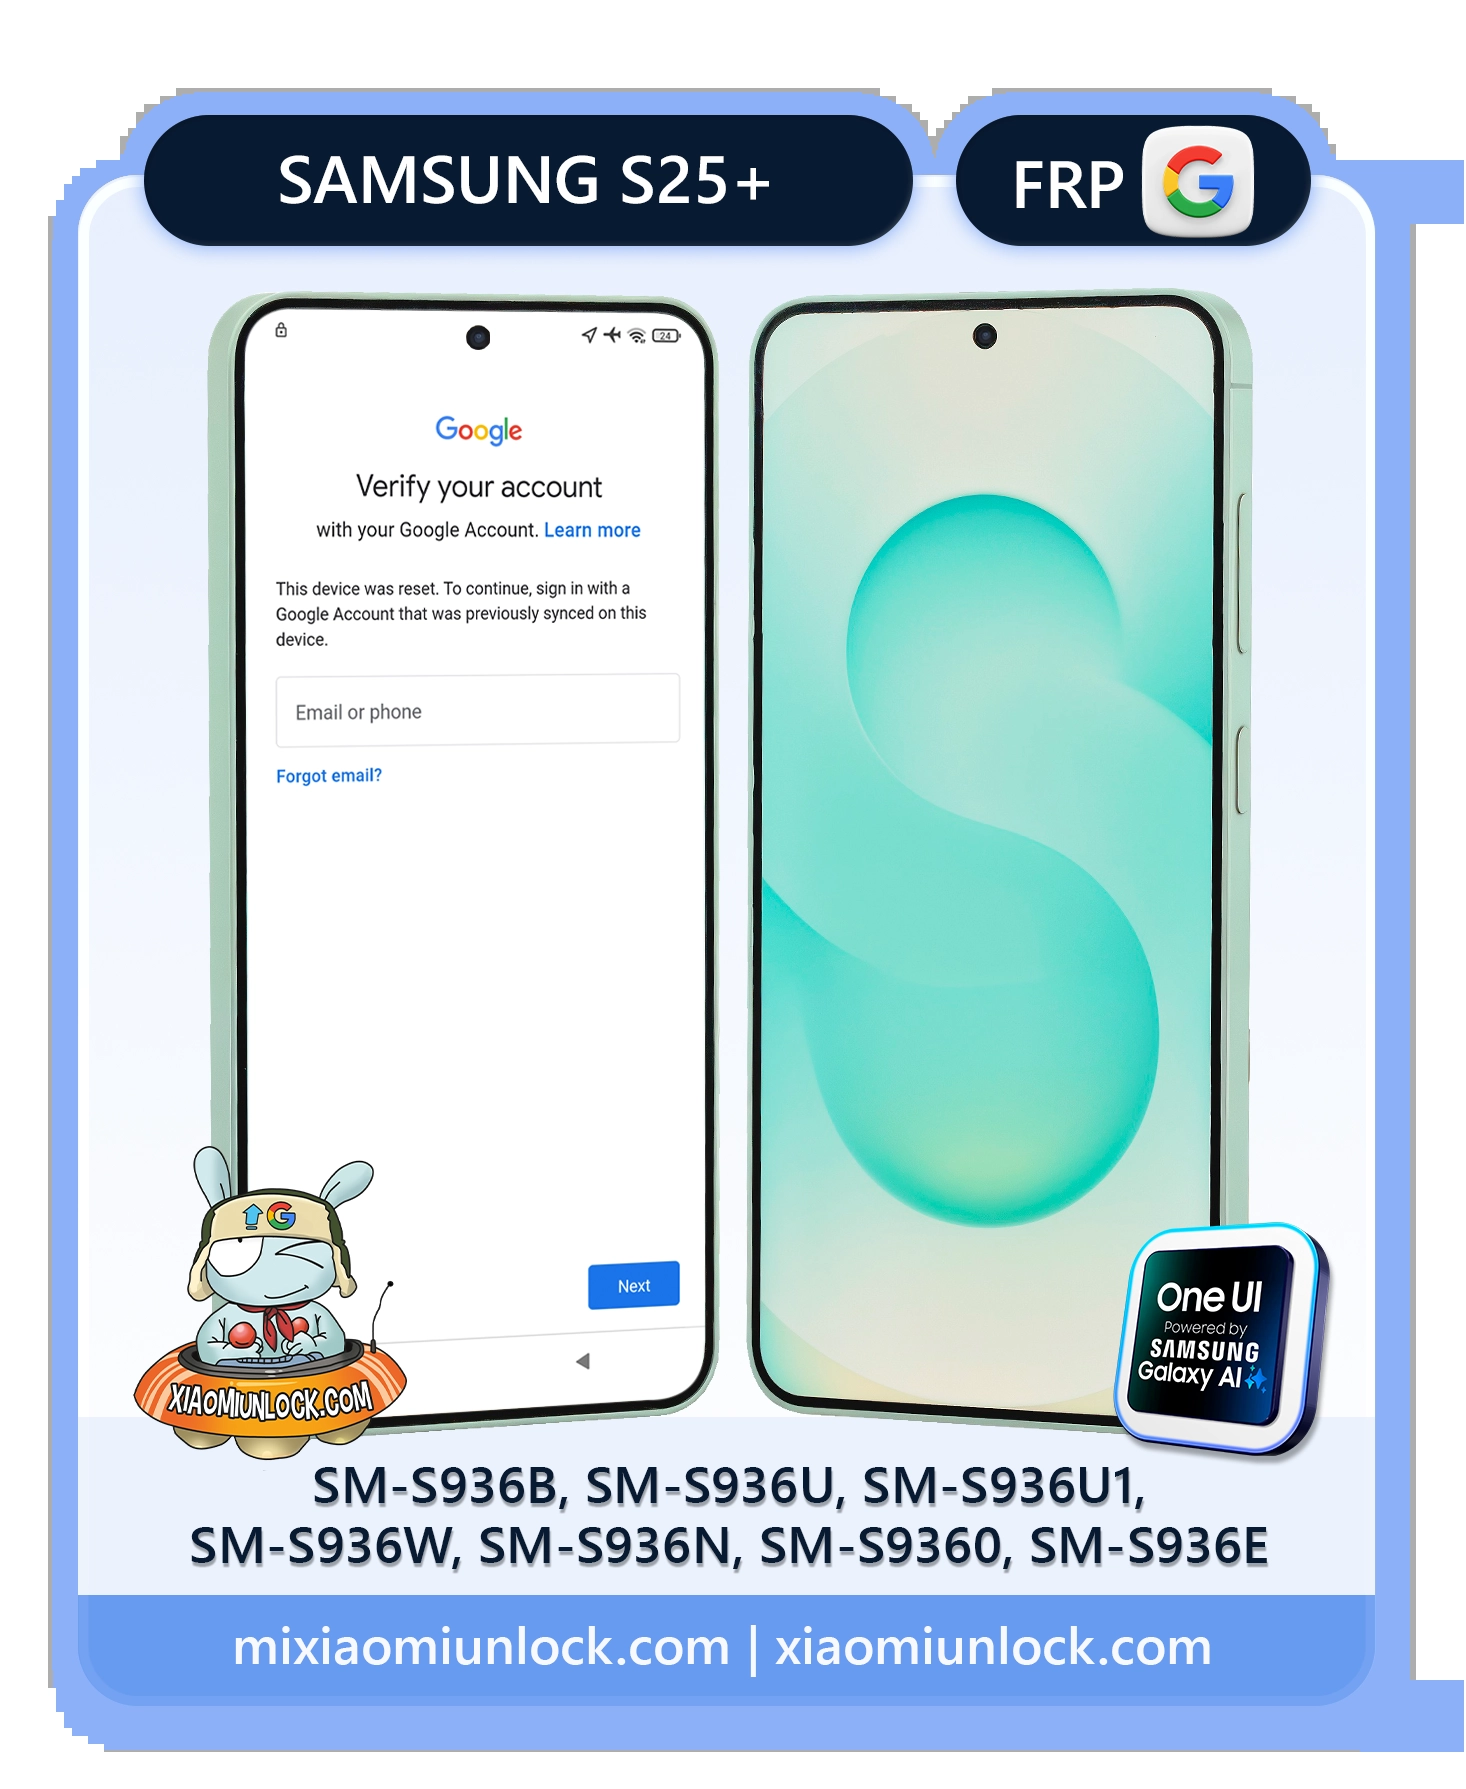 SAMSUNG S25+
FRP G
24
Google
Verify your account
with your Google Account. Learn more
This device was reset. To continue, sign in with a
Google Account that was previously synced on this
device.
Email or phone
Forgot email?
Next
G
XIAOMIUNLOCK.COM
One UI
Powered by
SAMSUNG
Galaxy AI
SM-S936B, SM-S936U, SM-S936U1,
SM-S936W, SM-S936N, SM-S9360, SM-S936E
mixiaomiunlock.com | xiaomiunlock.com